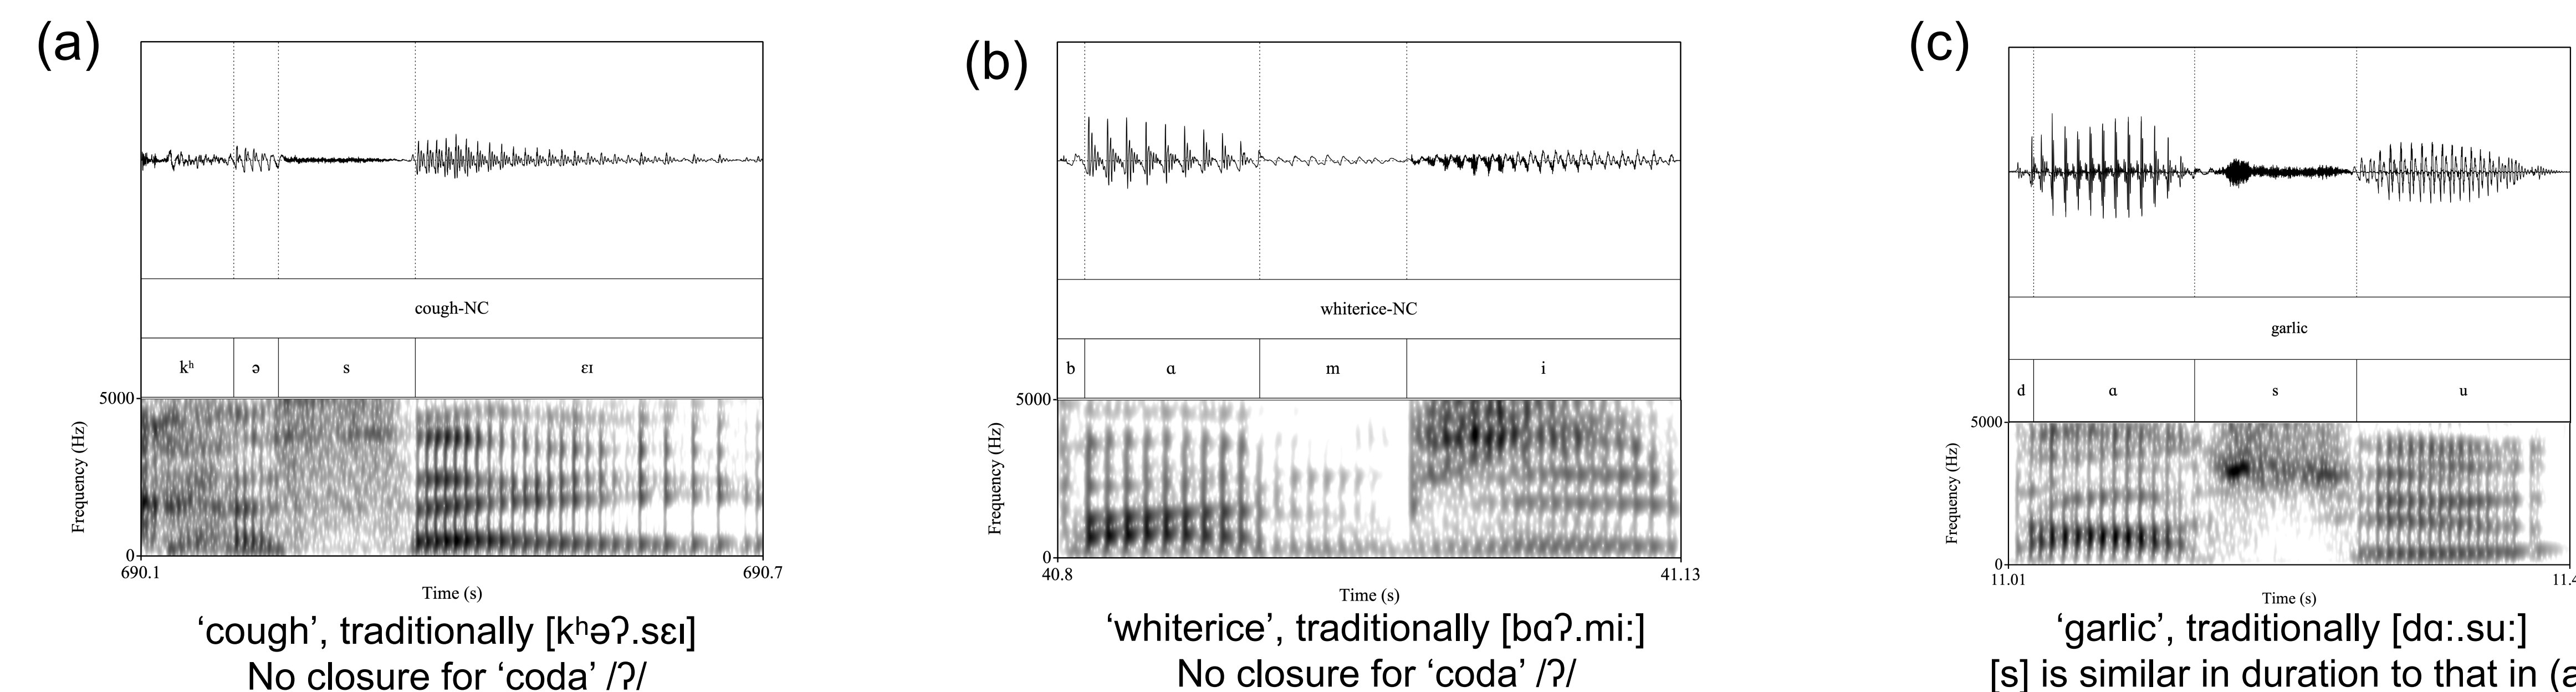 (a)
cough-NC
kʰ ə s ɛɪ
5000
Frequency (Hz)
0
690.1 690.7
Time (s)
‘cough’, traditionally [kʰəʔ.sɛɪ]
No closure for ‘coda’ /ʔ/
(b)
whiterice-NC
b ɑ m i
5000
Frequency (Hz)
0
40.8 41.13
Time (s)
‘whiterice’, traditionally [bɑʔ.mi:]
No closure for ‘coda’ /ʔ/
(c)
garlic
d ɑ s u
5000
Frequency (Hz)
0
11.01 11.4
Time (s)
‘garlic’, traditionally [dɑ:.su:]
[s] is similar in duration to that in (a